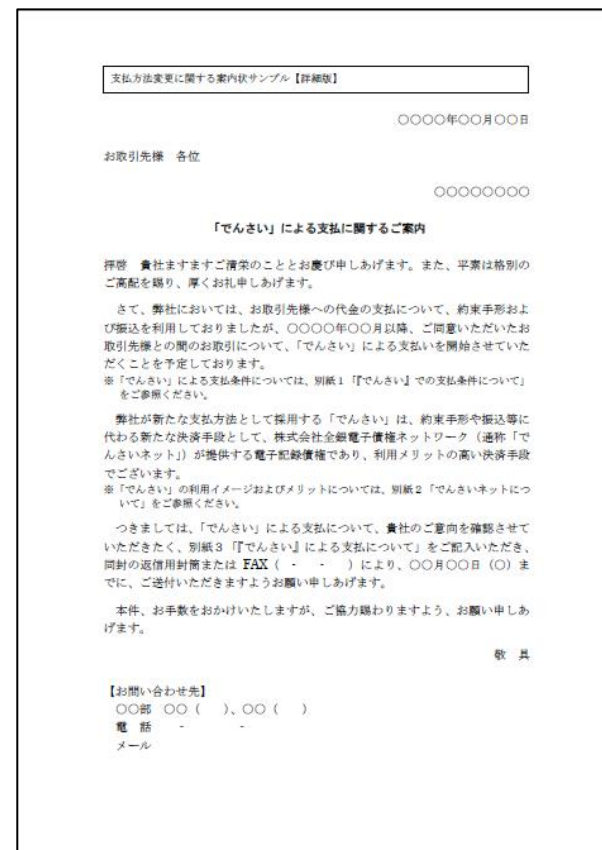 支払方法変更に関する案内状サンプル【詳細版】
〇〇〇〇年〇〇月〇〇日
お取引先様　各位
〇〇〇〇〇〇〇〇
「でんさい」による支払に関するご案内
拝啓　貴社ますますご清栄のこととお慶び申しあげます。また、平素は格別の
ご高配を賜り、厚くお礼申しあげます。
さて、弊社においては、お取引先様への代金の支払について、約束手形およ
び振込を利用しておりましたが、〇〇〇〇年〇〇月以降、ご同意いただいたお
取引先様との間のお取引について、「でんさい」による支払いを開始させていた
だくことを予定しております。
※「でんさい」による支払条件については、別紙１「『でんさい』での支払条件について」
をご参照ください。
弊社が新たな支払方法として採用する「でんさい」は、約束手形や振込等に
代わる新たな決済手段として、株式会社全銀電子債権ネットワーク（通称「で
んさいネット」）が提供する電子記録債権であり、利用メリットの高い決済手段
でございます。
※「でんさい」の利用イメージおよびメリットについては、別紙２「でんさいネットにつ
いて」をご参照ください。
つきましては、「でんさい」による支払について、貴社のご意向を確認させて
いただきたく、別紙３「『でんさい』による支払について」をご記入いただき、
同封の返信用封筒または FAX（　-　-　）により、〇〇月〇〇日（〇）ま
でに、ご送付いただきますようお願い申しあげます。
本件、お手数をおかけいたしますが、ご協力賜りますよう、お願い申しあ
げます。
敬　具
【お問い合わせ先】
〇〇部　〇〇（　　）、〇〇（　　）
電　話　　-　　　-
メール